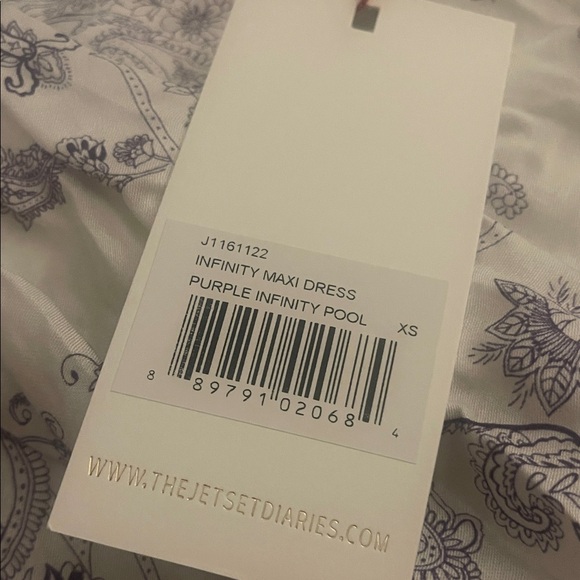 J1161122
INFINITY MAXI DRESS
PURPLE INFINITY POOL XS
8 89791 02068 4
WWW.THEJETSETDIARIES.COM